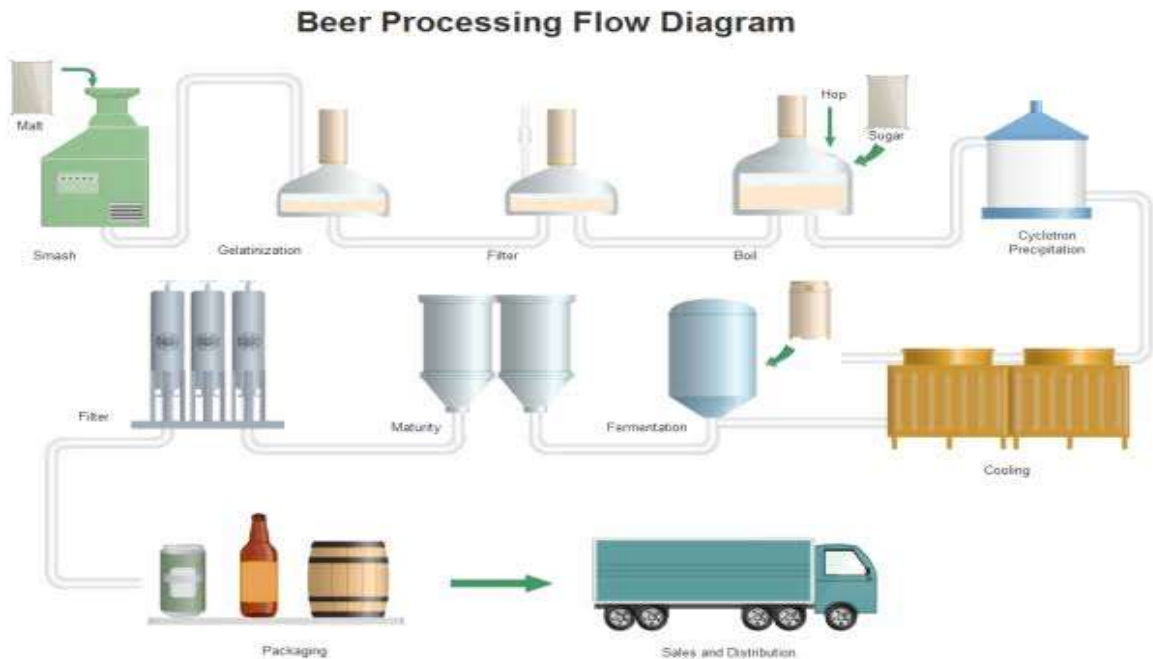 Beer Processing Flow Diagram
Malt
Hop
Sugar
Smash
Gelatinization
Filter
Boil
Cyclotron
Precipitation
Filter
Maturity
Fermentation
Cooling
Packaging
Sales and Distribution